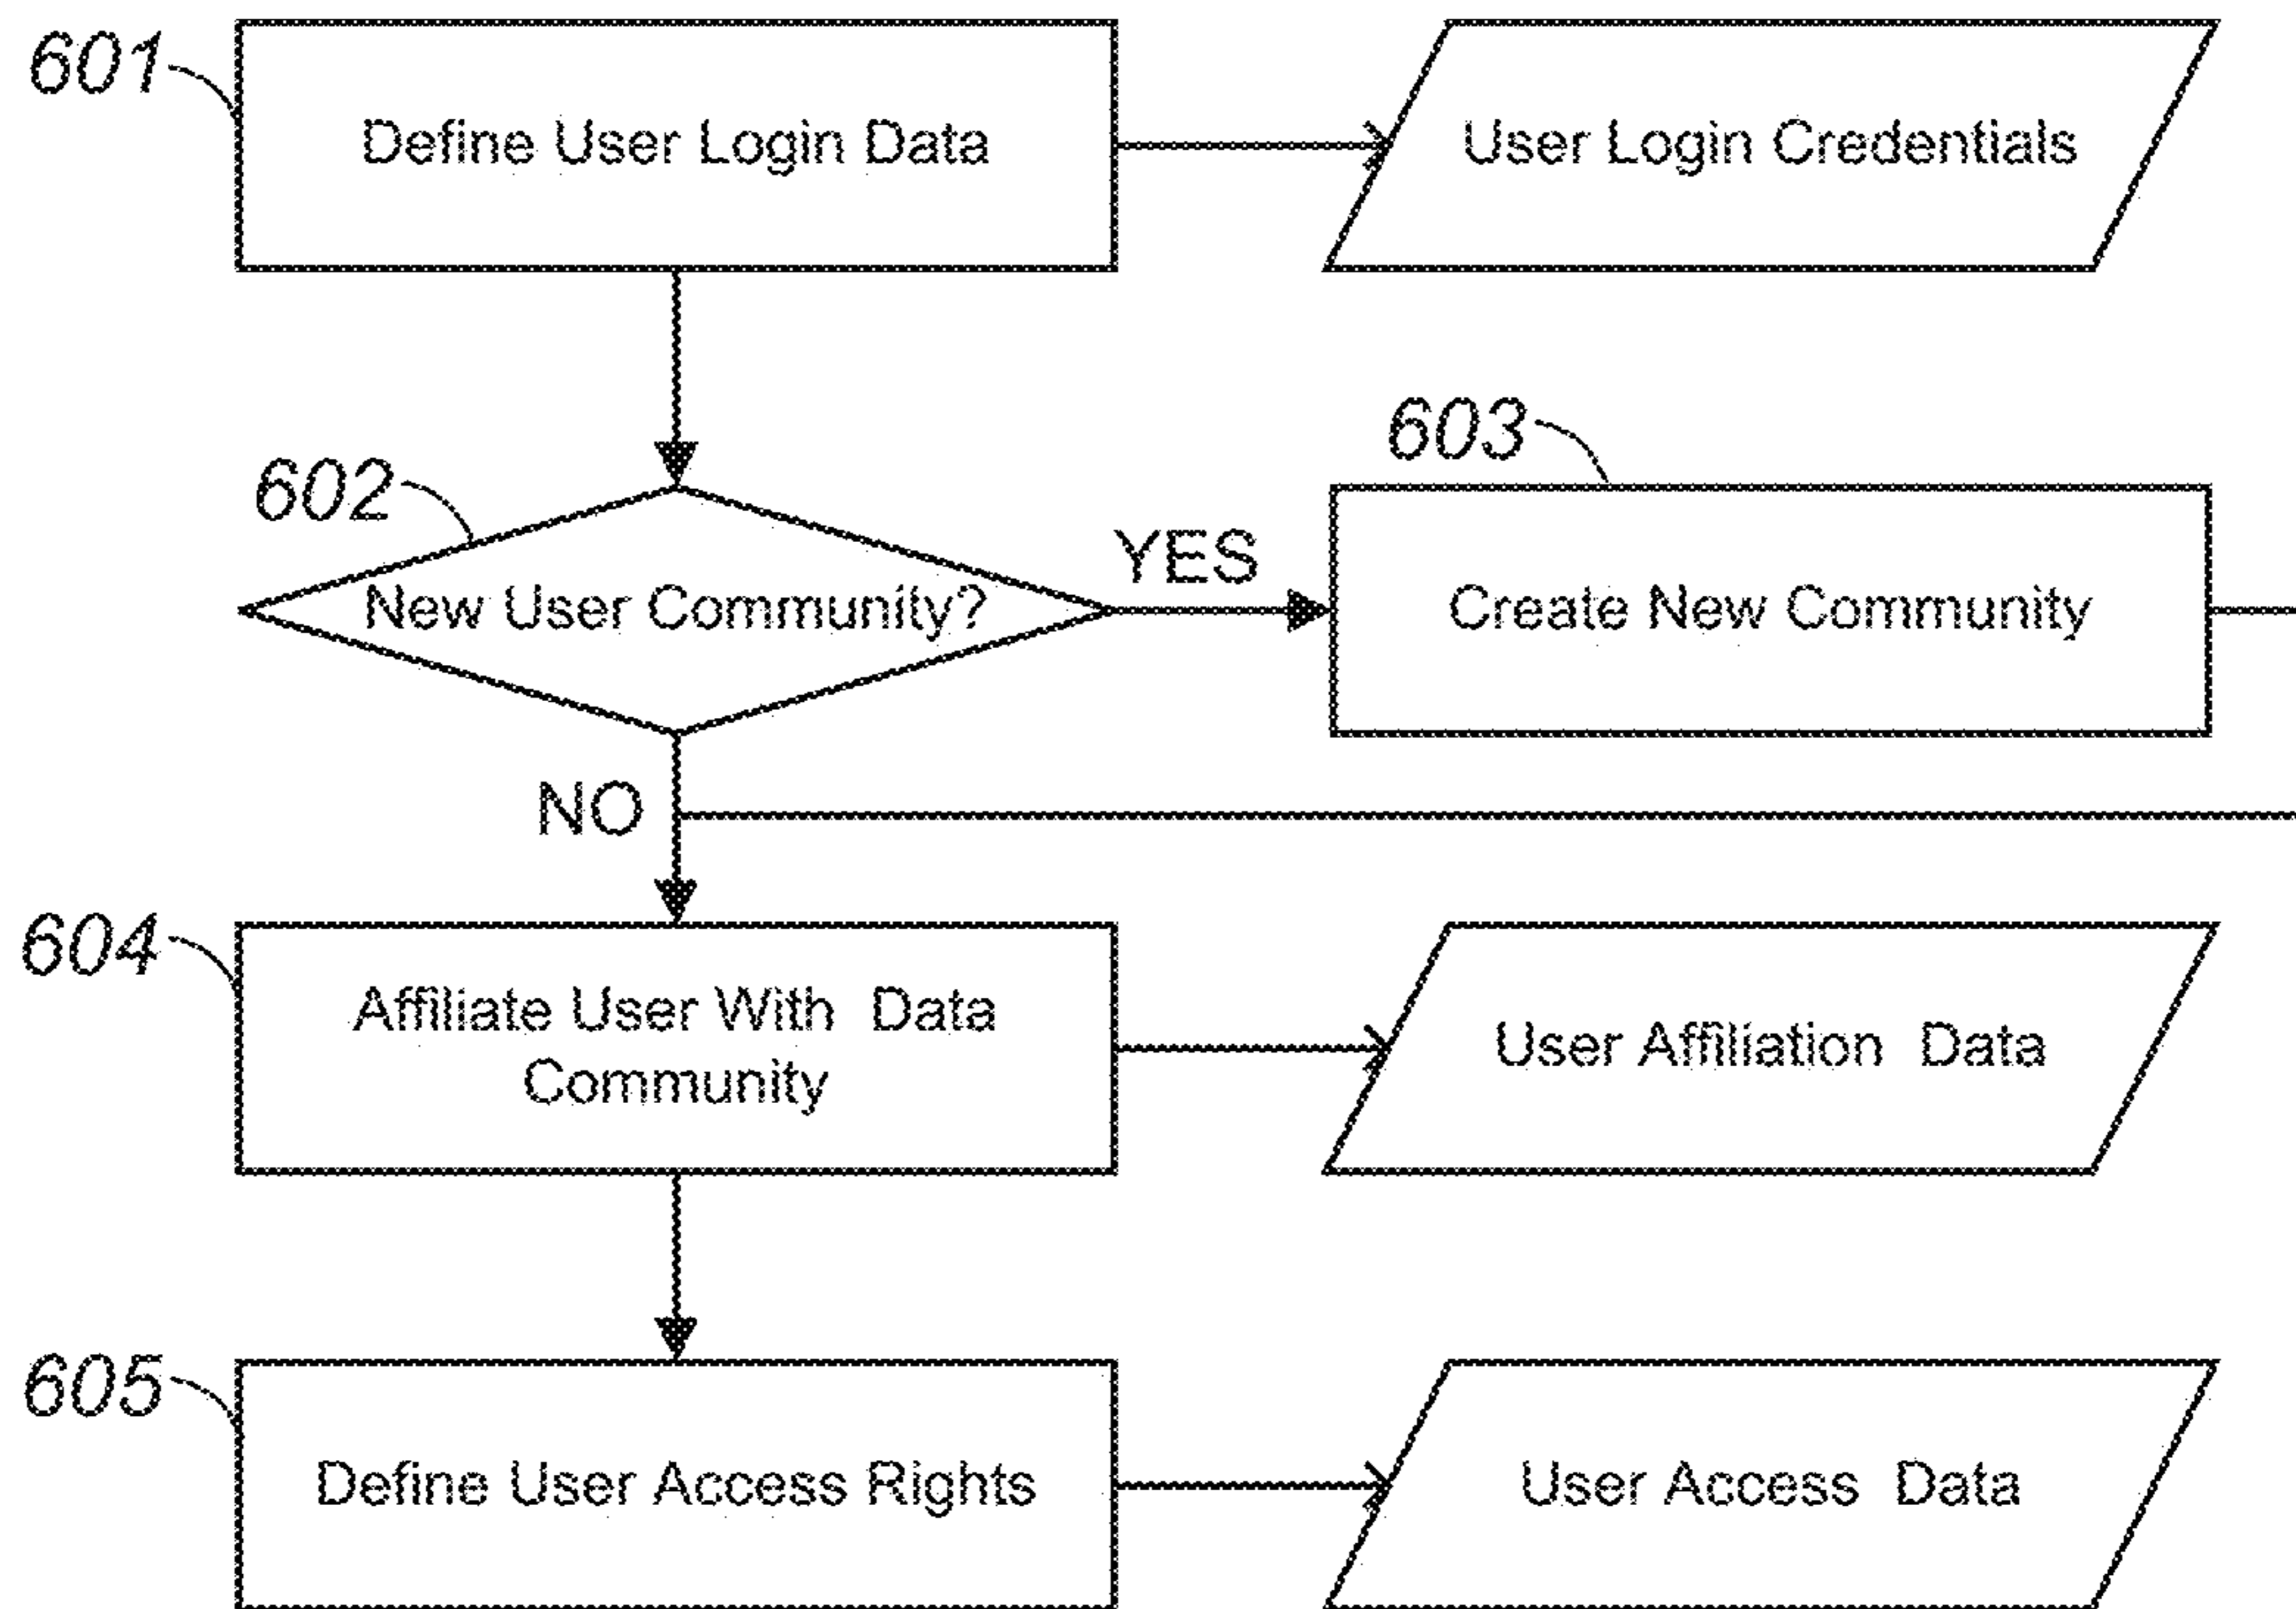 601
Define User Login Data
User Login Credentials
602
New User Community?
YES
603
Create New Community
NO
604
Affiliate User With Data
Community
User Affiliation Data
605
Define User Access Rights
User Access Data